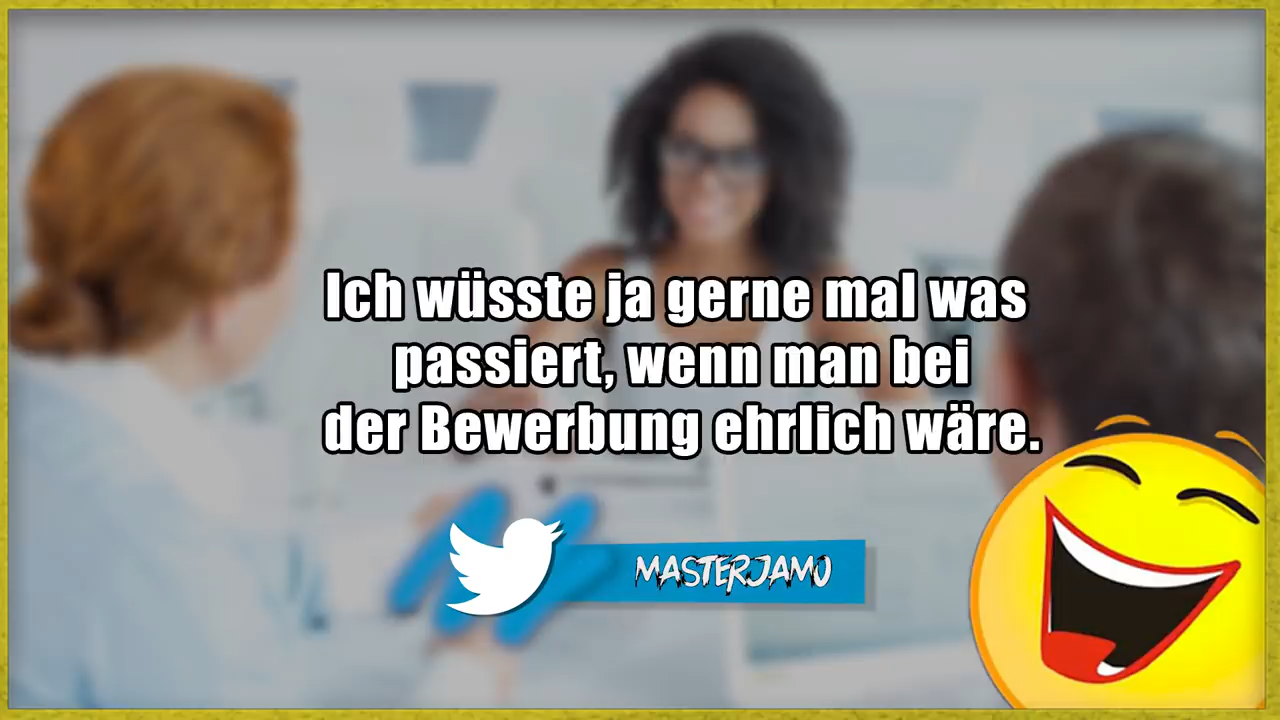 Ich wüsste ja gerne mal was
passiert, wenn man bei
der Bewerbung ehrlich wäre.
MASTERJAMO